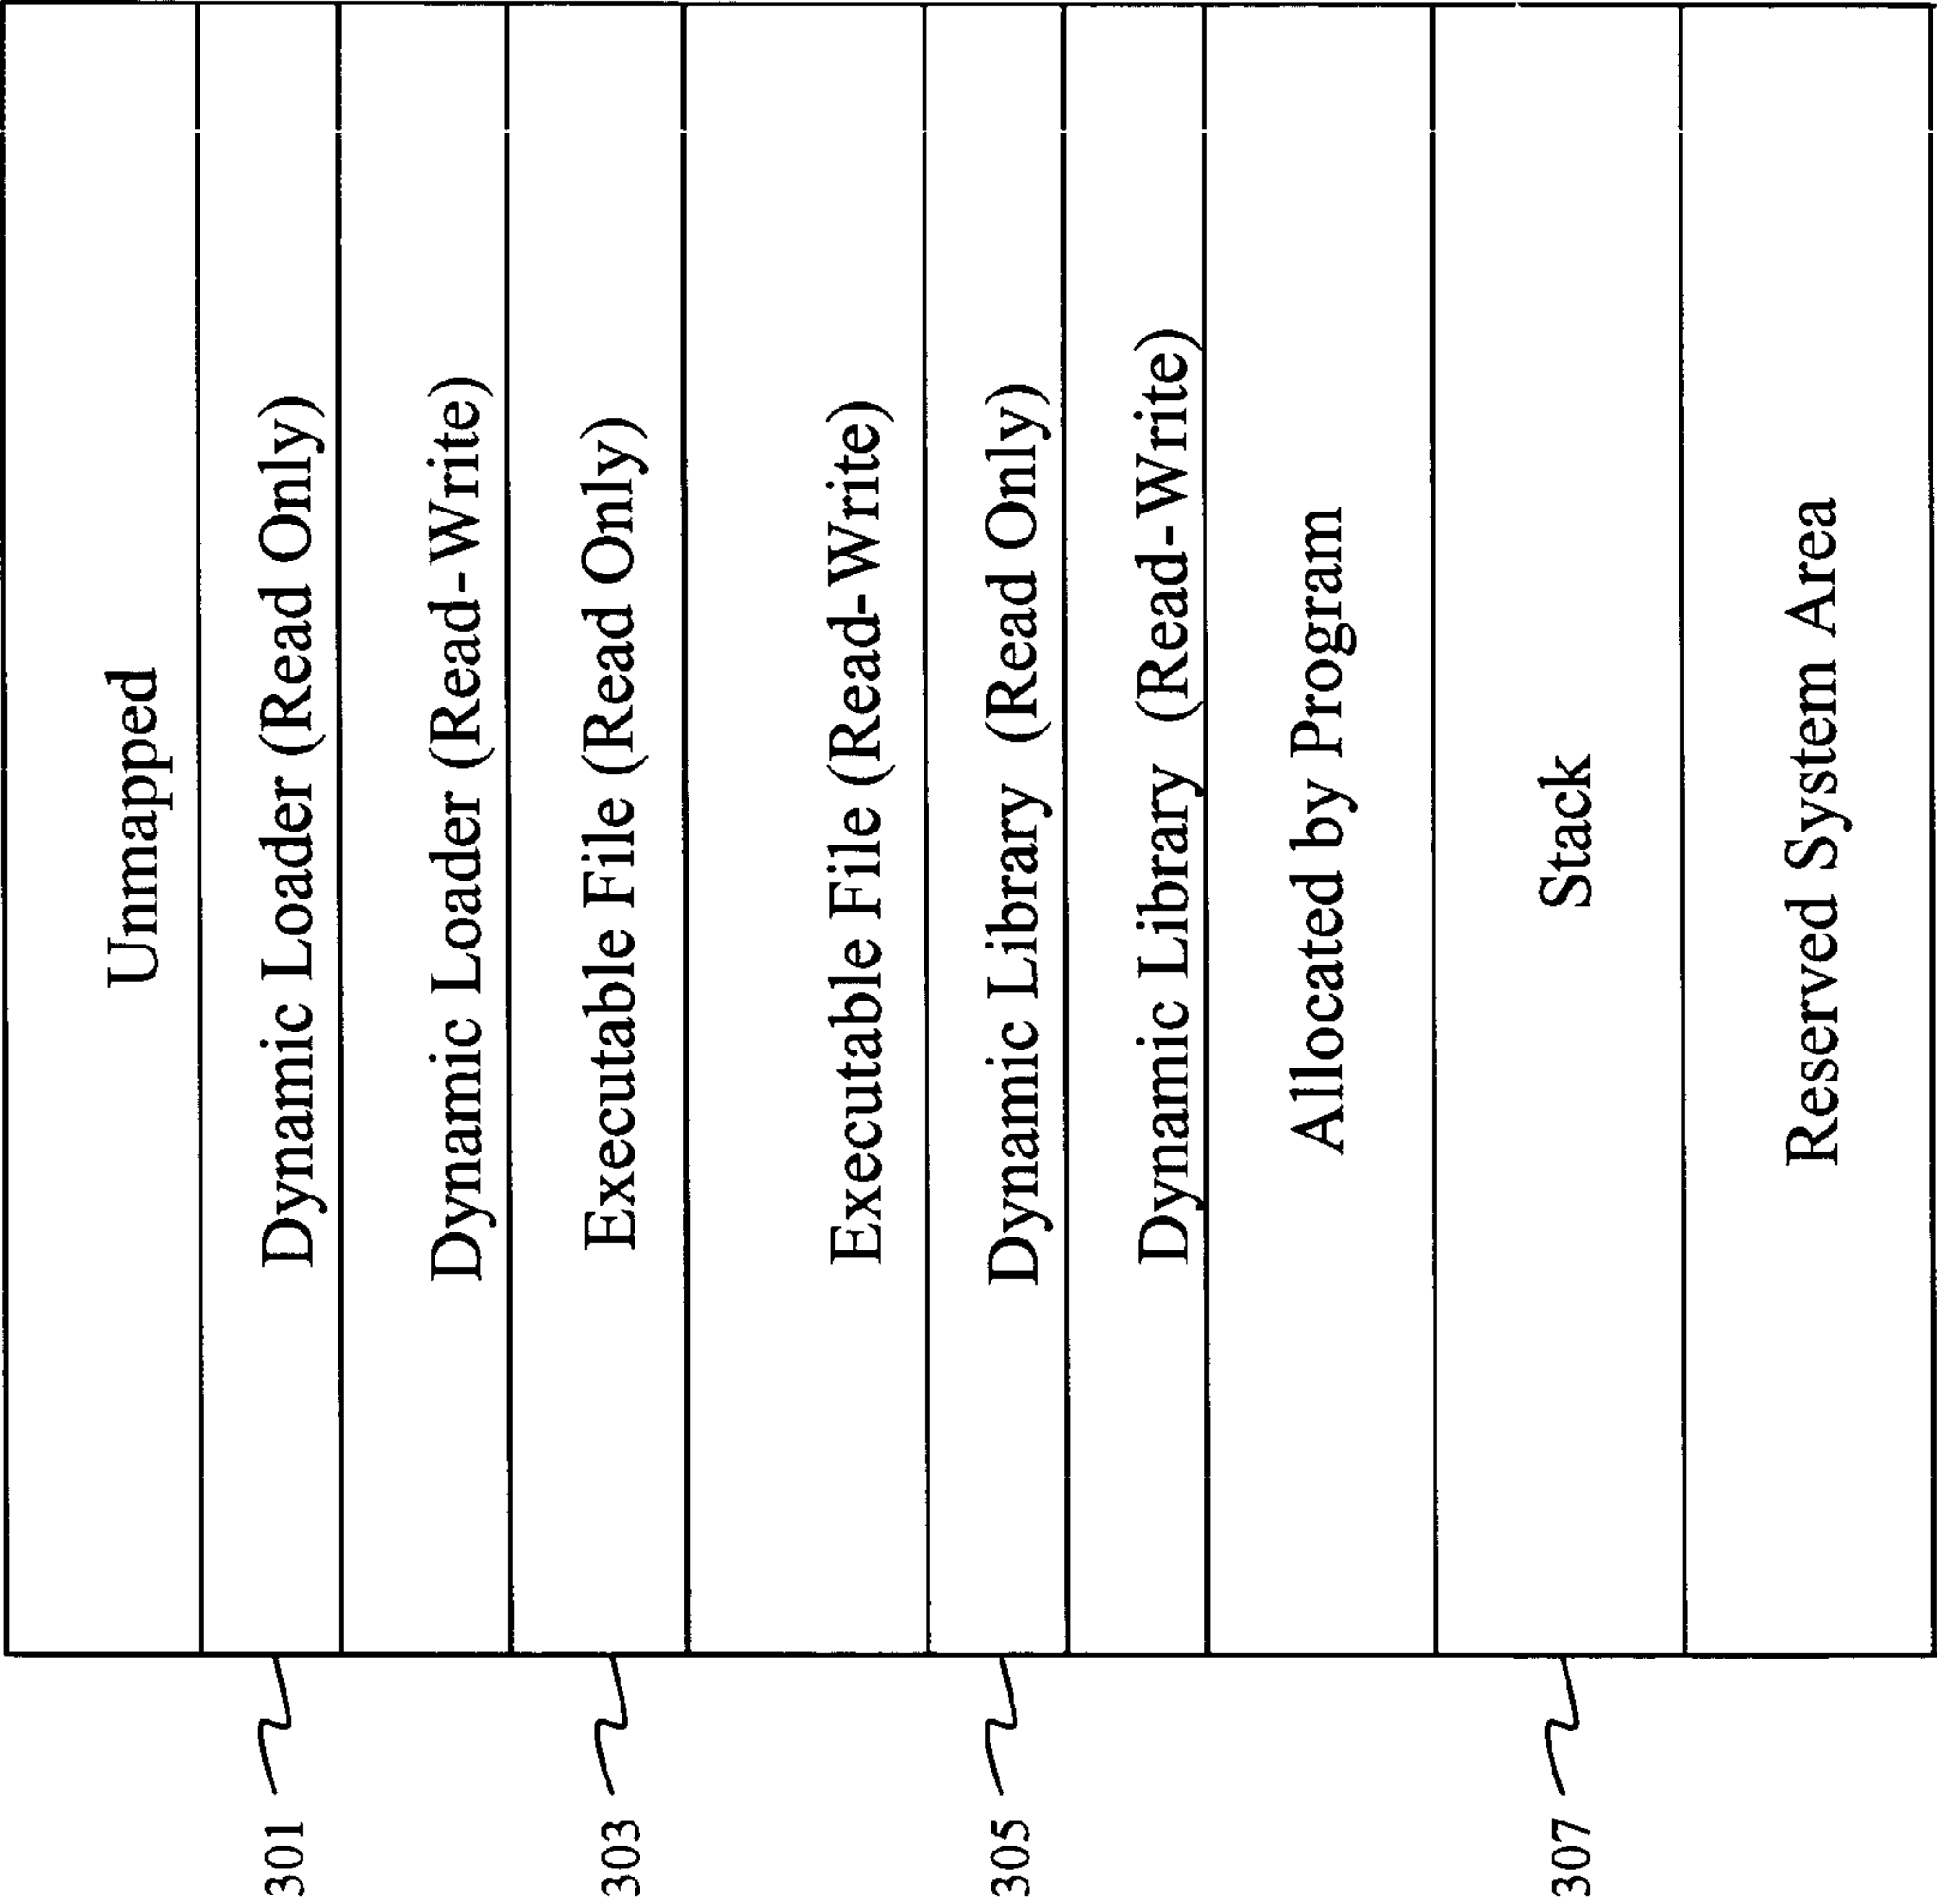 Unmapped
301 Dynamic Loader (Read Only)
Dynamic Loader (Read-Write)
303 Executable File (Read Only)
Executable File (Read-Write)
305 Dynamic Library (Read Only)
Dynamic Library (Read-Write)
Allocated by Program
307 Stack
Reserved System Area